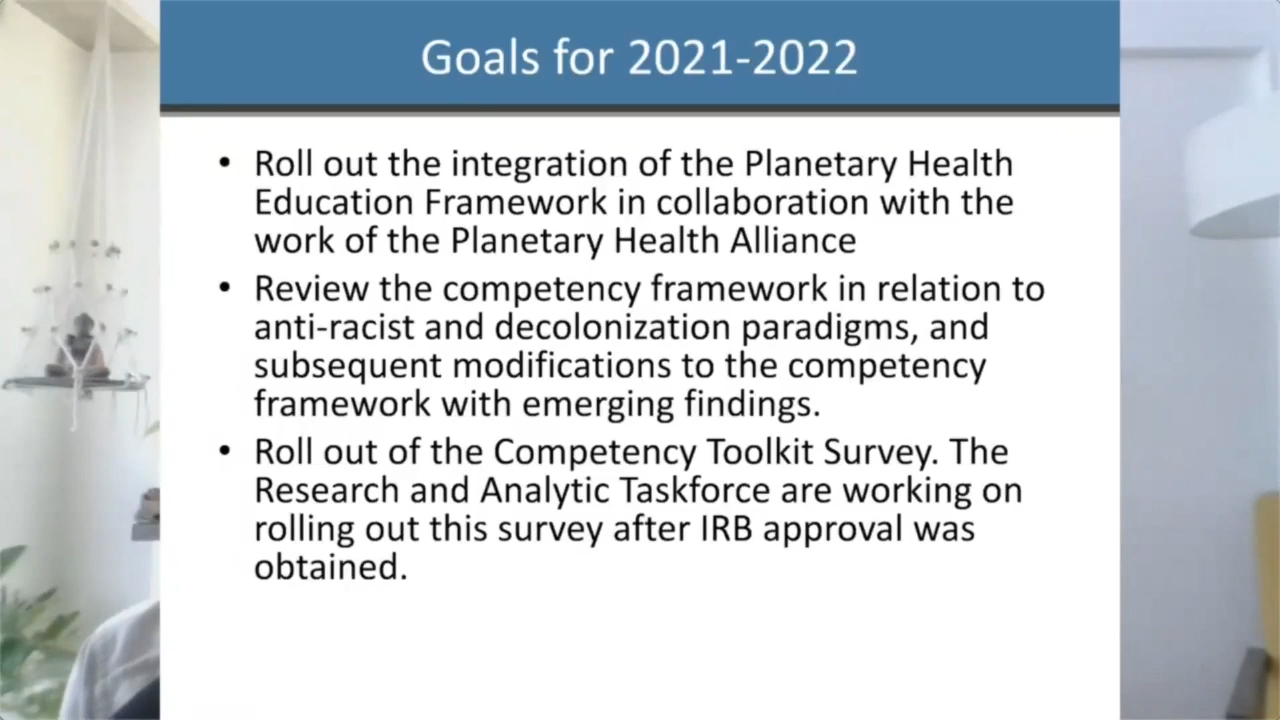 Goals for 2021-2022
• Roll out the integration of the Planetary Health
Education Framework in collaboration with the
work of the Planetary Health Alliance
• Review the competency framework in relation to
anti-racist and decolonization paradigms, and
subsequent modifications to the competency
framework with emerging findings.
• Roll out of the Competency Toolkit Survey. The
Research and Analytic Taskforce are working on
rolling out this survey after IRB approval was
obtained.